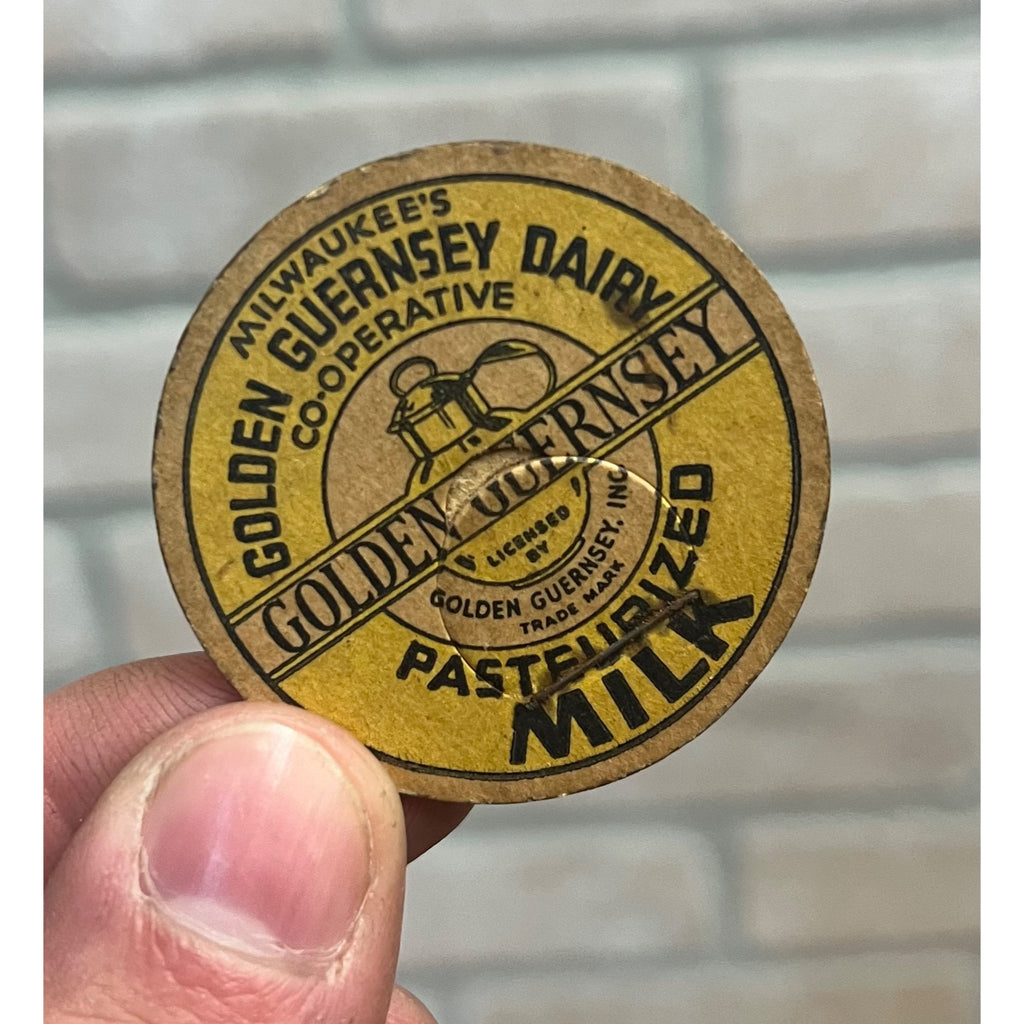 MILWAUKEE'S
GOLDEN GUERNSEY DAIRY
CO-OPERATIVE
GOLDEN GUERNSEY
LICENSED
BY
GOLDEN GUERNSEY, INC.
TRADE MARK
PASTEURIZED
MILK